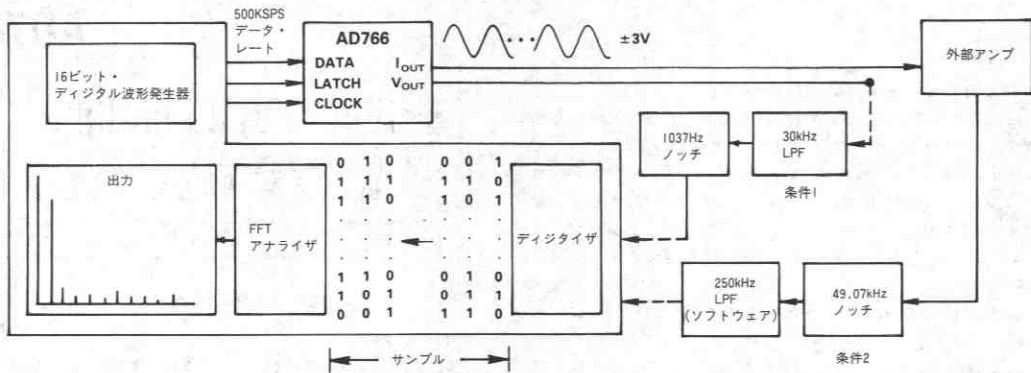 500KSPS
データ・
レート
AD766
DATA
LATCH
CLOCK
IOUT
VOUT
±3V
外部アンプ
16ビット・
ディジタル波形発生器
1037Hz
ノッチ
30kHz
LPF
条件1
出力
FFT
アナライザ
0 1 0 0 0 1
1 1 1 1 1 0
1 1 0 1 0 1
. . . . . .
. . . . . .
. . . . . .
1 1 0 0 1 0
1 0 1 1 0 0
0 0 1 1 1 0
ディジタイザ
250kHz
LPF
(ソフトウェア)
49.07kHz
ノッチ
条件2
サンプル